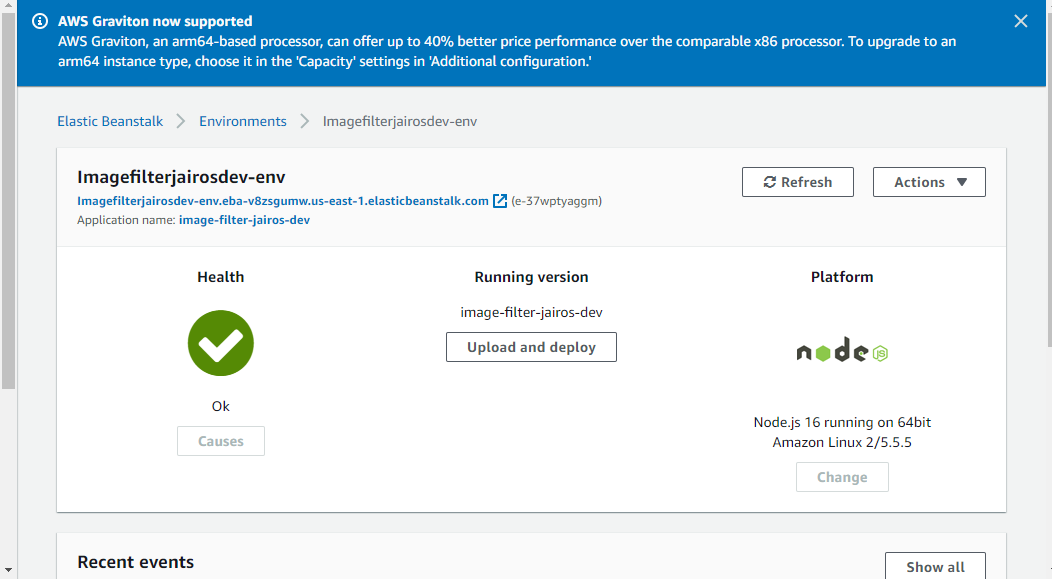 AWS Graviton now supported
AWS Graviton, an arm64-based processor, can offer up to 40% better price performance over the comparable x86 processor. To upgrade to an
arm64 instance type, choose it in the 'Capacity' settings in 'Additional configuration.'
Elastic Beanstalk > Environments > Imagefilterjairosdev-env
Imagefilterjairosdev-env
Imagefilterjairosdev-env.eba-v8zsgumw.us-east-1.elasticbeanstalk.com (e-37wptyaggm)
Application name: image-filter-jairos-dev
Refresh
Actions
Health
Ok
Causes
Running version
image-filter-jairos-dev
Upload and deploy
Platform
node JS
Node.js 16 running on 64bit
Amazon Linux 2/5.5.5
Change
Recent events
Show all